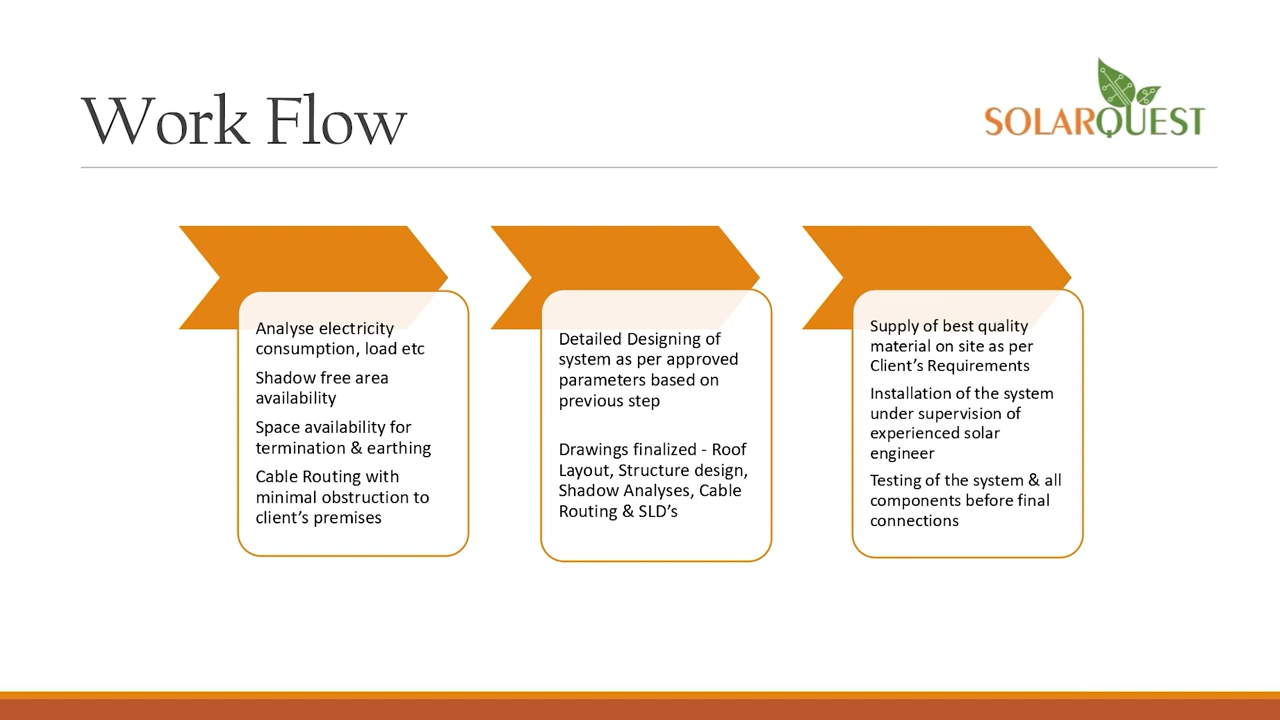 Work Flow
SOLARQUEST
Analyse electricity
consumption, load etc
Shadow free area
availability
Space availability for
termination & earthing
Cable Routing with
minimal obstruction to
client’s premises
Detailed Designing of
system as per approved
parameters based on
previous step
Drawings finalized - Roof
Layout, Structure design,
Shadow Analyses, Cable
Routing & SLD’s
Supply of best quality
material on site as per
Client’s Requirements
Installation of the system
under supervision of
experienced solar
engineer
Testing of the system & all
components before final
connections